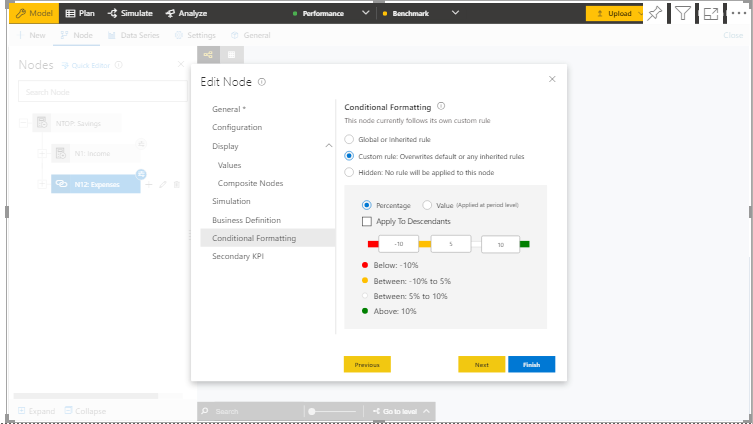 Model Plan Simulate Analyze Performance Benchmark Upload
New Node Data Series Settings General Close
Nodes Quick Editor
Search Node
NTOP: Savings
N1: Income
N12: Expenses
Edit Node
General *
Configuration
Display
Values
Composite Nodes
Simulation
Business Definition
Conditional Formatting
Secondary KPI
Conditional Formatting
This node currently follows its own custom rule
Global or Inherited rule
Custom rule: Overwrites default or any inherited rules
Hidden: No rule will be applied to this node
Percentage Value (Applied at period level)
Apply To Descendants
-10 5 10
Below: -10%
Between: -10% to 5%
Between: 5% to 10%
Above: 10%
Previous Next Finish
Expand Collapse Search Go to level